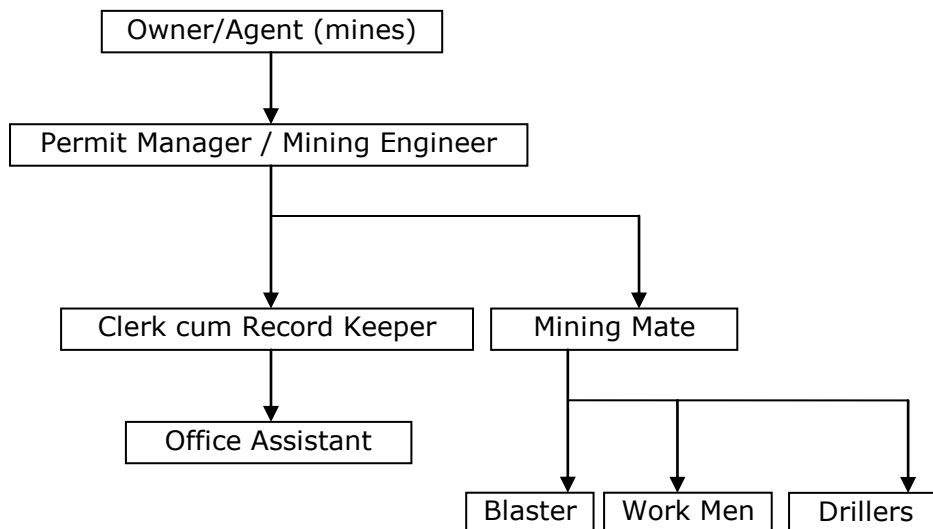 Owner/Agent (mines)
Permit Manager / Mining Engineer
Clerk cum Record Keeper
Mining Mate
Office Assistant
Blaster
Work Men
Drillers